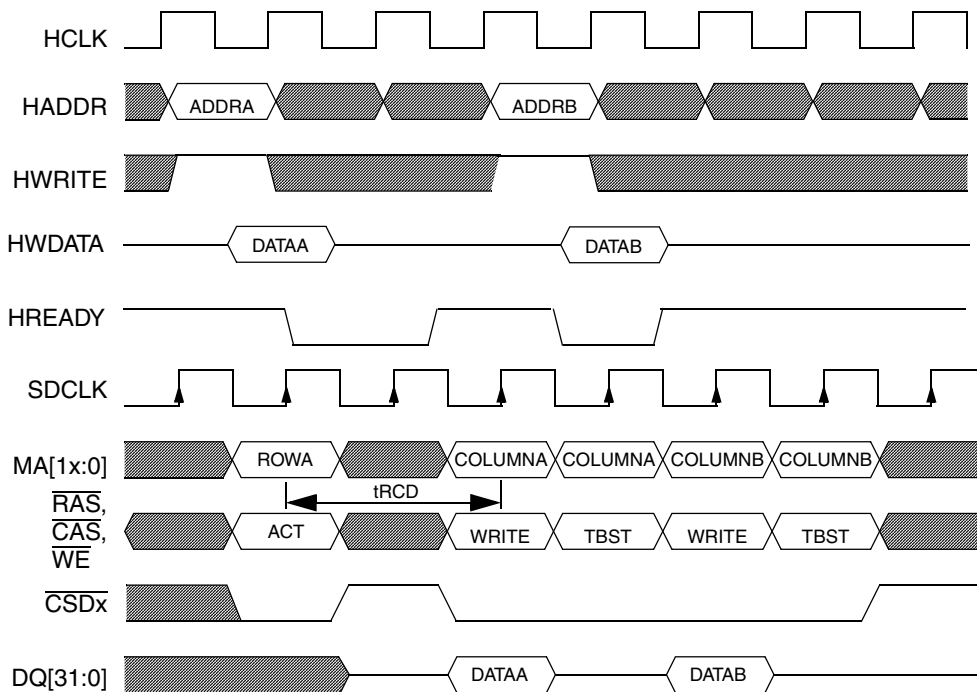 HCLK
HADDR ADDRA ADDRB
HWRITE
HWDATA DATAA DATAB
HREADY
SDCLK
MA[1x:0] ROWA COLUMNA COLUMNA COLUMNB COLUMNB
tRCD
RAS,
CAS, ACT WRITE TBST WRITE TBST
WE
CSDx
DQ[31:0] DATAA DATAB